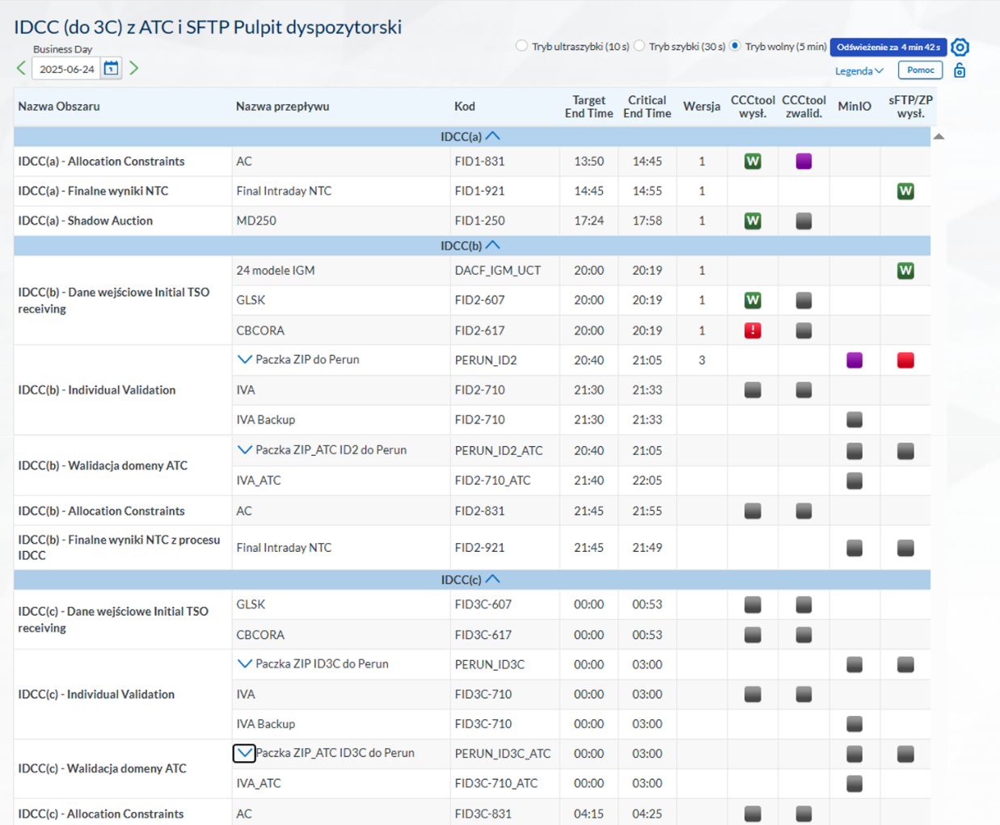 IDCC (do 3C) z ATC i SFTP Pulpit dyspozytorski
Business Day
2025-06-24
1
Tryb ultraszybki (10 s) Tryb szybki (30 s) Tryb wolny (5 min) Odświeżenie za 4 min 42 s
Legenda Pomoc
Nazwa Obszaru Nazwa przepływu Kod Target End Time Critical End Time Wersja CCCtool wysł. CCCtool zwalid. MinIO sFTP/ZP wysł.
IDCC(a)
IDCC(a) - Allocation Constraints AC FID1-831 13:50 14:45 1 W
IDCC(a) - Finalne wyniki NTC Final Intraday NTC FID1-921 14:45 14:55 1 W
IDCC(a) - Shadow Auction MD250 FID1-250 17:24 17:58 1 W
IDCC(b)
IDCC(b) - Dane wejściowe Initial TSO receiving
24 modele IGM DACF_IGM_UCT 20:00 20:19 1 W
GLSK FID2-607 20:00 20:19 1 W
CBCORA FID2-617 20:00 20:19 1 !
IDCC(b) - Individual Validation
Paczka ZIP do Perun PERUN_ID2 20:40 21:05 3
IVA FID2-710 21:30 21:33
IVA Backup FID2-710 21:30 21:33
IDCC(b) - Walidacja domeny ATC
Paczka ZIP_ATC ID2 do Perun PERUN_ID2_ATC 20:40 21:05
IVA_ATC FID2-710_ATC 21:40 22:05
IDCC(b) - Allocation Constraints AC FID2-831 21:45 21:55
IDCC(b) - Finalne wyniki NTC z procesu IDCC Final Intraday NTC FID2-921 21:45 21:49
IDCC(c)
IDCC(c) - Dane wejściowe Initial TSO receiving
GLSK FID3C-607 00:00 00:53
CBCORA FID3C-617 00:00 00:53
IDCC(c) - Individual Validation
Paczka ZIP ID3C do Perun PERUN_ID3C 00:00 03:00
IVA FID3C-710 00:00 03:00
IVA Backup FID3C-710 00:00 03:00
IDCC(c) - Walidacja domeny ATC
Paczka ZIP_ATC ID3C do Perun PERUN_ID3C_ATC 00:00 03:00
IVA_ATC FID3C-710_ATC 00:00 03:00
IDCC(c) - Allocation Constraints AC FID3C-831 04:15 04:25